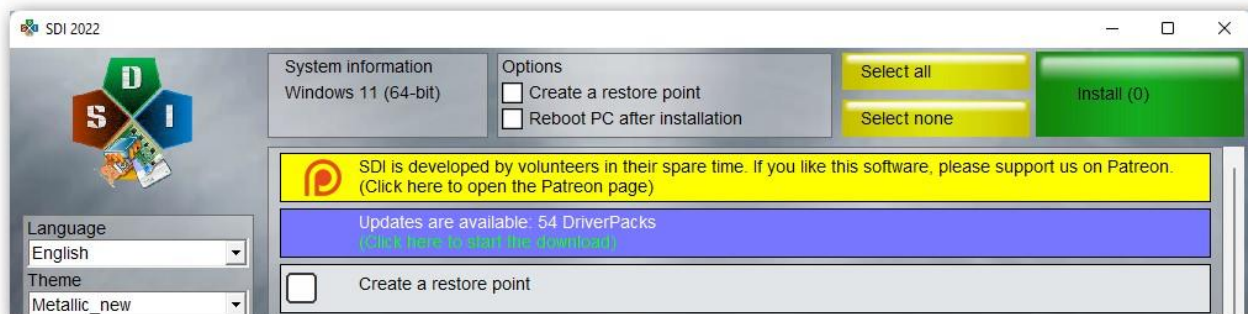 SDI 2022
D
S I
System information
Windows 11 (64-bit)
Options
Create a restore point
Reboot PC after installation
Select all
Select none
Install (0)
SDI is developed by volunteers in their spare time. If you like this software, please support us on Patreon.
(Click here to open the Patreon page)
Updates are available: 54 DriverPacks
(Click here to start the download)
Create a restore point
Language
English
Theme
Metallic_new